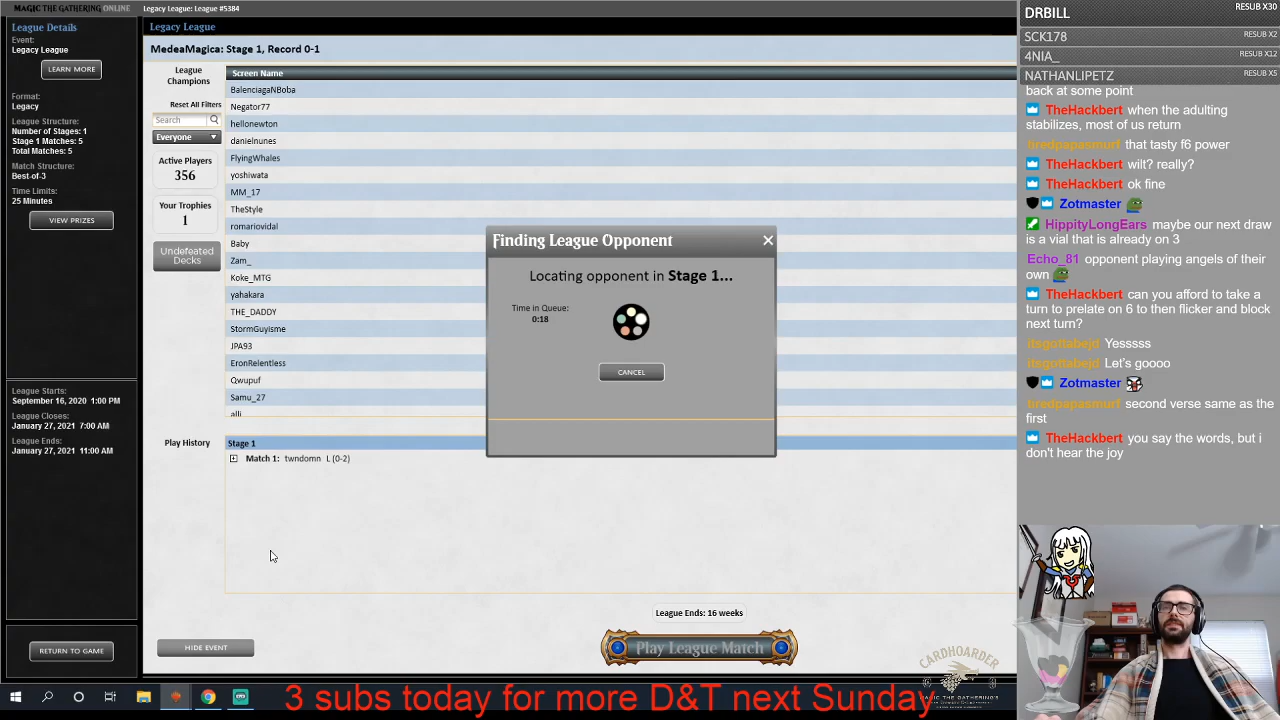 MAGIC THE GATHERING ONLINE
Legacy League: League #5384
League Details
Event:
Legacy League
LEARN MORE
Format:
Legacy
League Structure:
Number of Stages: 1
Stage 1 Matches: 5
Total Matches: 5
Match Structure:
Best-of-3
Time Limits:
25 Minutes
VIEW PRIZES
League Starts:
September 16, 2020 1:00 PM
League Closes:
January 27, 2021 7:00 AM
League Ends:
January 27, 2021 11:00 AM
RETURN TO GAME
Legacy League
MedeaMagica: Stage 1, Record 0-1
League
Champions
Reset All Filters
Search
Everyone
Active Players
356
Your Trophies
1
Undefeated
Decks
Screen Name
BalenciagaNBoba
Negator77
hellonewton
danielnunes
FlyingWhales
yoshiwata
MM_17
TheStyle
romariovidal
Baby
Zam_
Koke_MTG
yahakara
THE_DADDY
StormGuyisme
JPA93
EronRelentless
Qwupuf
Samu_27
alli
Play History
Stage 1
Match 1: twndomn L (0-2)
Finding League Opponent
Locating opponent in Stage 1...
Time in Queue:
0:18
CANCEL
League Ends: 16 weeks
HIDE EVENT
Play League Match
CARDHOARDER
MAGIC THE GATHERING'S
3 subs today for more D&T next Sunday
DRBILL RESUB X30
SCK178 RESUB X2
4NIA_ RESUB X12
NATHANLIPETZ RESUB X5
back at some point
TheHackbert when the adulting
stabilizes, most of us return
tiredpapasmurf that tasty f6 power
TheHackbert wilt? really?
TheHackbert ok fine
Zotmaster
HippityLongEars maybe our next draw
is a vial that is already on 3
Echo_81 opponent playing angels of their
own
TheHackbert can you afford to take a
turn to prelate on 6 to then flicker and block
next turn?
itsgottabejd Yesssss
itsgottabejd Let's goooo
Zotmaster
tiredpapasmurf second verse same as the
first
TheHackbert you say the words, but i
don't hear the joy